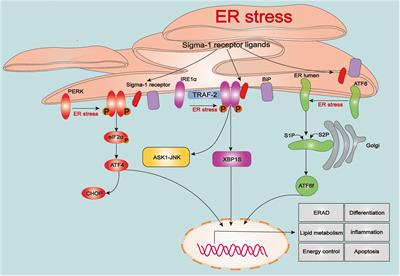 ER stress
Sigma-1 receptor ligands
PERK
Sigma-1 receptor
IRE1α
BiP
ER lumen
ATF6
TRAF-2
ER stress
ER stress
ER stress
P
P
P
P
eIF2α
P
S1P
S2P
Golgi
ASK1-JNK
XBP1S
ATF4
CHOP
ATF6f
ERAD
Differentiation
Lipid metabolism
inflammation
Energy control
Apoptosis